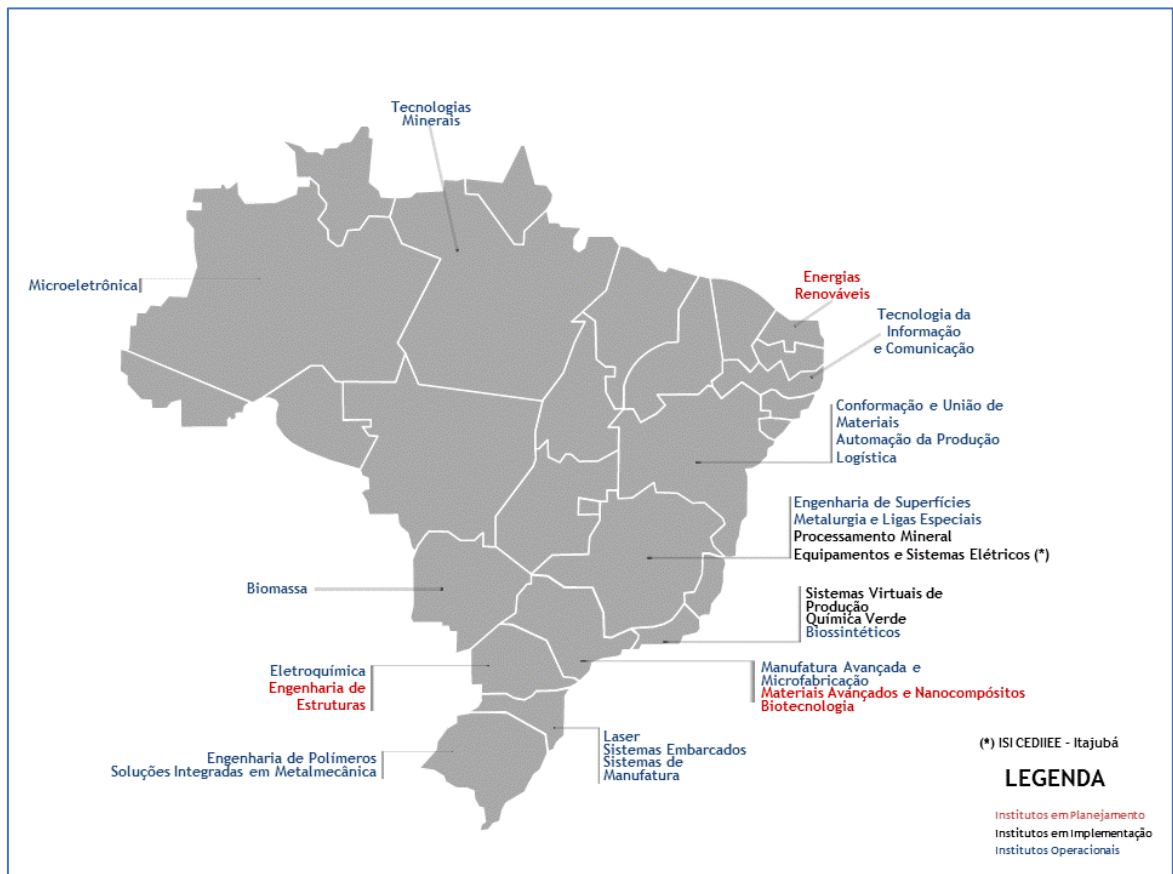 Tecnologias
Minerais
Microeletrônica
Energias
Renováveis
Tecnologia da
Informação
e Comunicação
Conformação e União de
Materiais
Automação da Produção
Logística
Engenharia de Superfícies
Metalurgia e Ligas Especiais
Processamento Mineral
Equipamentos e Sistemas Elétricos (*)
Biomassa
Sistemas Virtuais de
Produção
Química Verde
Biossintéticos
Eletroquímica
Engenharia de
Estruturas
Manufatura Avançada e
Microfabricação
Materiais Avançados e Nanocompósitos
Biotecnologia
Engenharia de Polímeros
Soluções Integradas em Metalmecânica
Laser
Sistemas Embarcados
Sistemas de
Manufatura
(*) ISI CEDIIEE - Itajubá
LEGENDA
Institutos em Planejamento
Institutos em Implementação
Institutos Operacionais